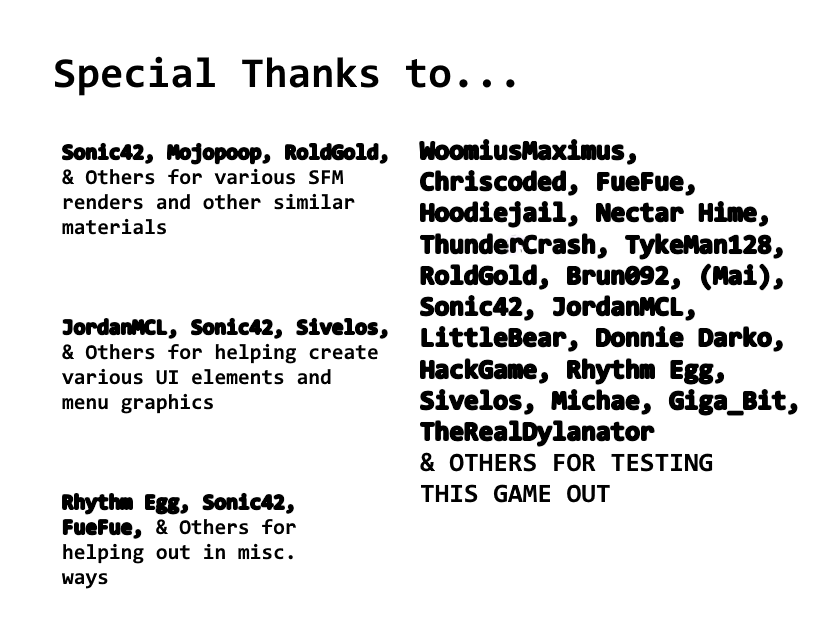 Special Thanks to...
Sonic42, Mojopoop, RoldGold,
& Others for various SFM
renders and other similar
materials
JordanMCL, Sonic42, Sivelos,
& Others for helping create
various UI elements and
menu graphics
Rhythm Egg, Sonic42,
FueFue, & Others for
helping out in misc.
ways
WoomiusMaximus,
Chriscoded, FueFue,
Hoodiejail, Nectar Hime,
ThunderCrash, TykeMan128,
RoldGold, Brun092, (Mai),
Sonic42, JordanMCL,
LittleBear, Donnie Darko,
HackGame, Rhythm Egg,
Sivelos, Michae, Giga_Bit,
TheRealDylanator
& OTHERS FOR TESTING
THIS GAME OUT